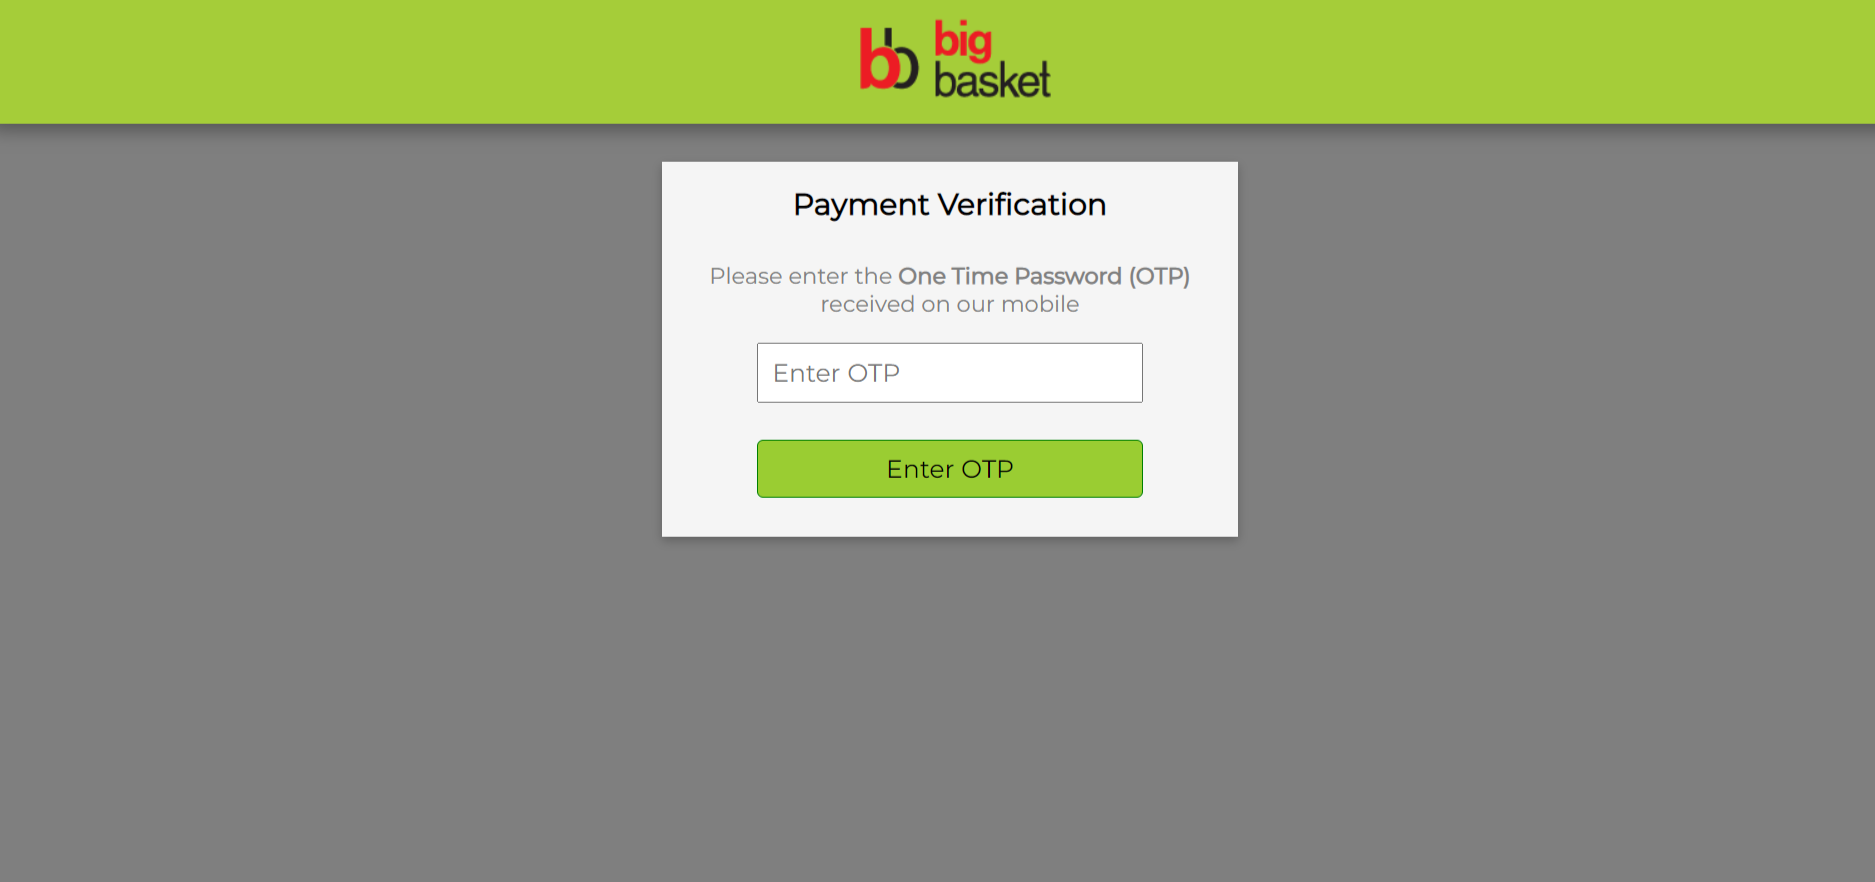 bb big
basket
Payment Verification
Please enter the One Time Password (OTP)
received on our mobile
Enter OTP
Enter OTP